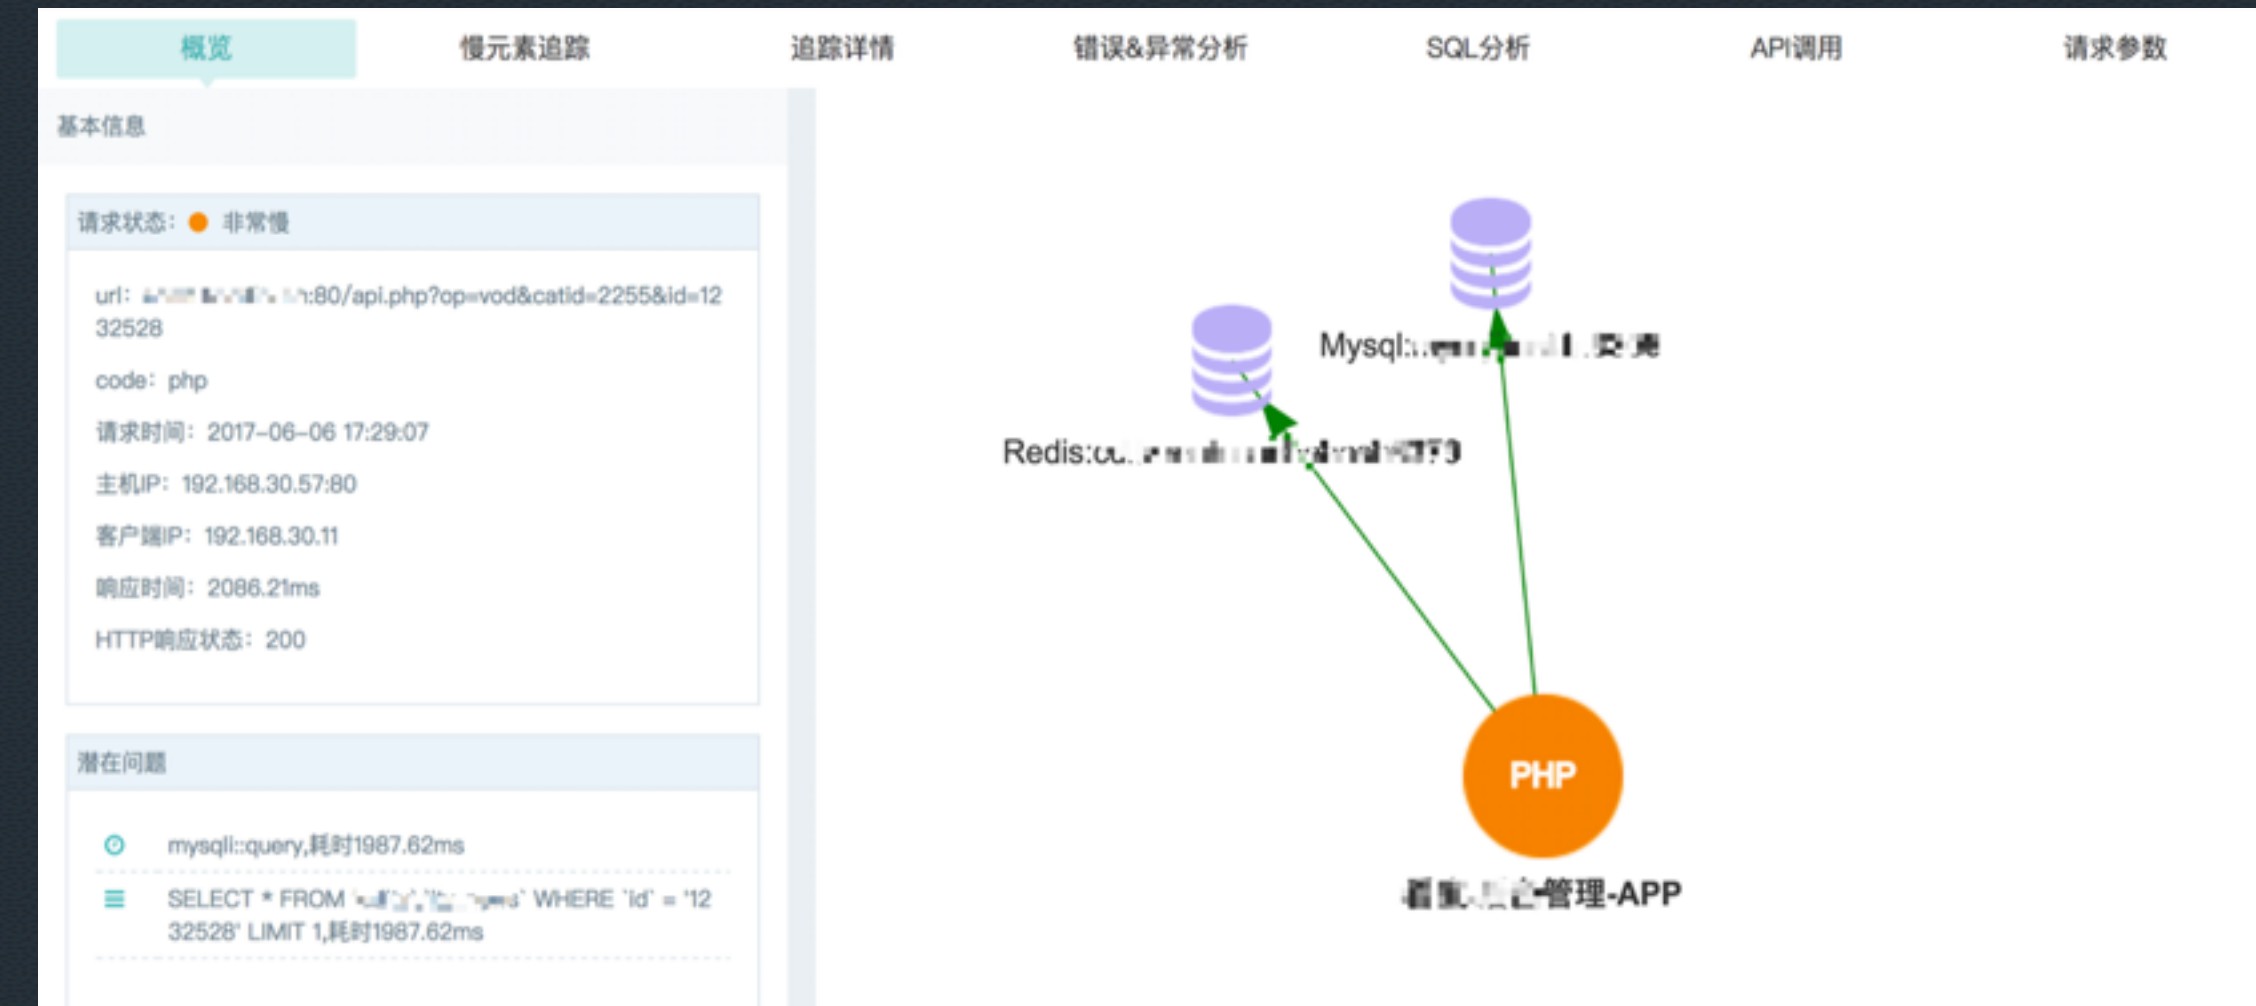 概览 慢元素追踪 追踪详情 错误&异常分析 SQL分析 API调用 请求参数
基本信息
请求状态: 非常慢
url: :80/api.php?op=vod&catid=2255&id=12
32528
code: php
请求时间: 2017-06-06 17:29:07
主机IP: 192.168.30.57:80
客户端IP: 192.168.30.11
响应时间: 2086.21ms
HTTP响应状态: 200
潜在问题
mysqli::query,耗时1987.62ms
SELECT * FROM ` ` WHERE `id` = '12
32528' LIMIT 1,耗时1987.62ms
Mysql:
Redis:
PHP
管理-APP